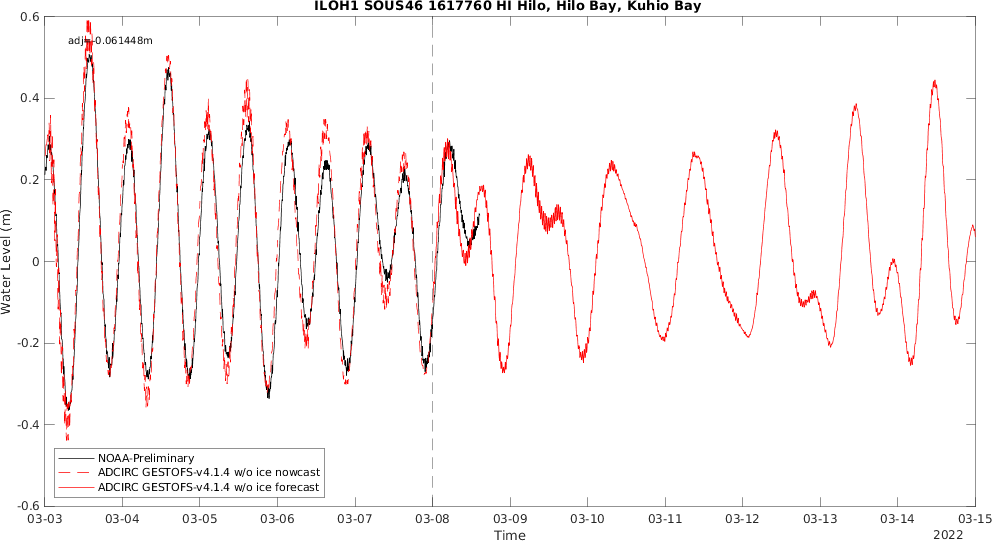 ILOH1 SOUS46 1617760 HI Hilo, Hilo Bay, Kuhio Bay
adj=-0.061448m
0.6
0.4
0.2
0
-0.2
-0.4
-0.6
Water Level (m)
NOAA-Preliminary
ADCIRC GESTOFS-v4.1.4 w/o ice nowcast
ADCIRC GESTOFS-v4.1.4 w/o ice forecast
03-03 03-04 03-05 03-06 03-07 03-08 03-09 03-10 03-11 03-12 03-13 03-14 03-15
Time
2022